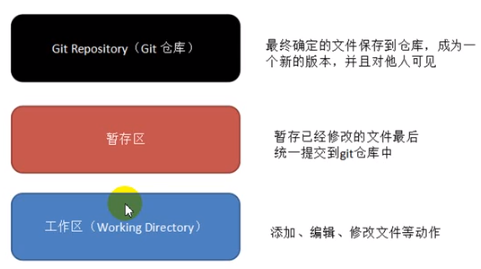 Git Repository（Git 仓库）
最终确定的文件保存到仓库，成为一
个新的版本，并且对他人可见
暂存区
暂存已经修改的文件最后
统一提交到git仓库中
工作区（Working Directory）
添加、编辑、修改文件等动作